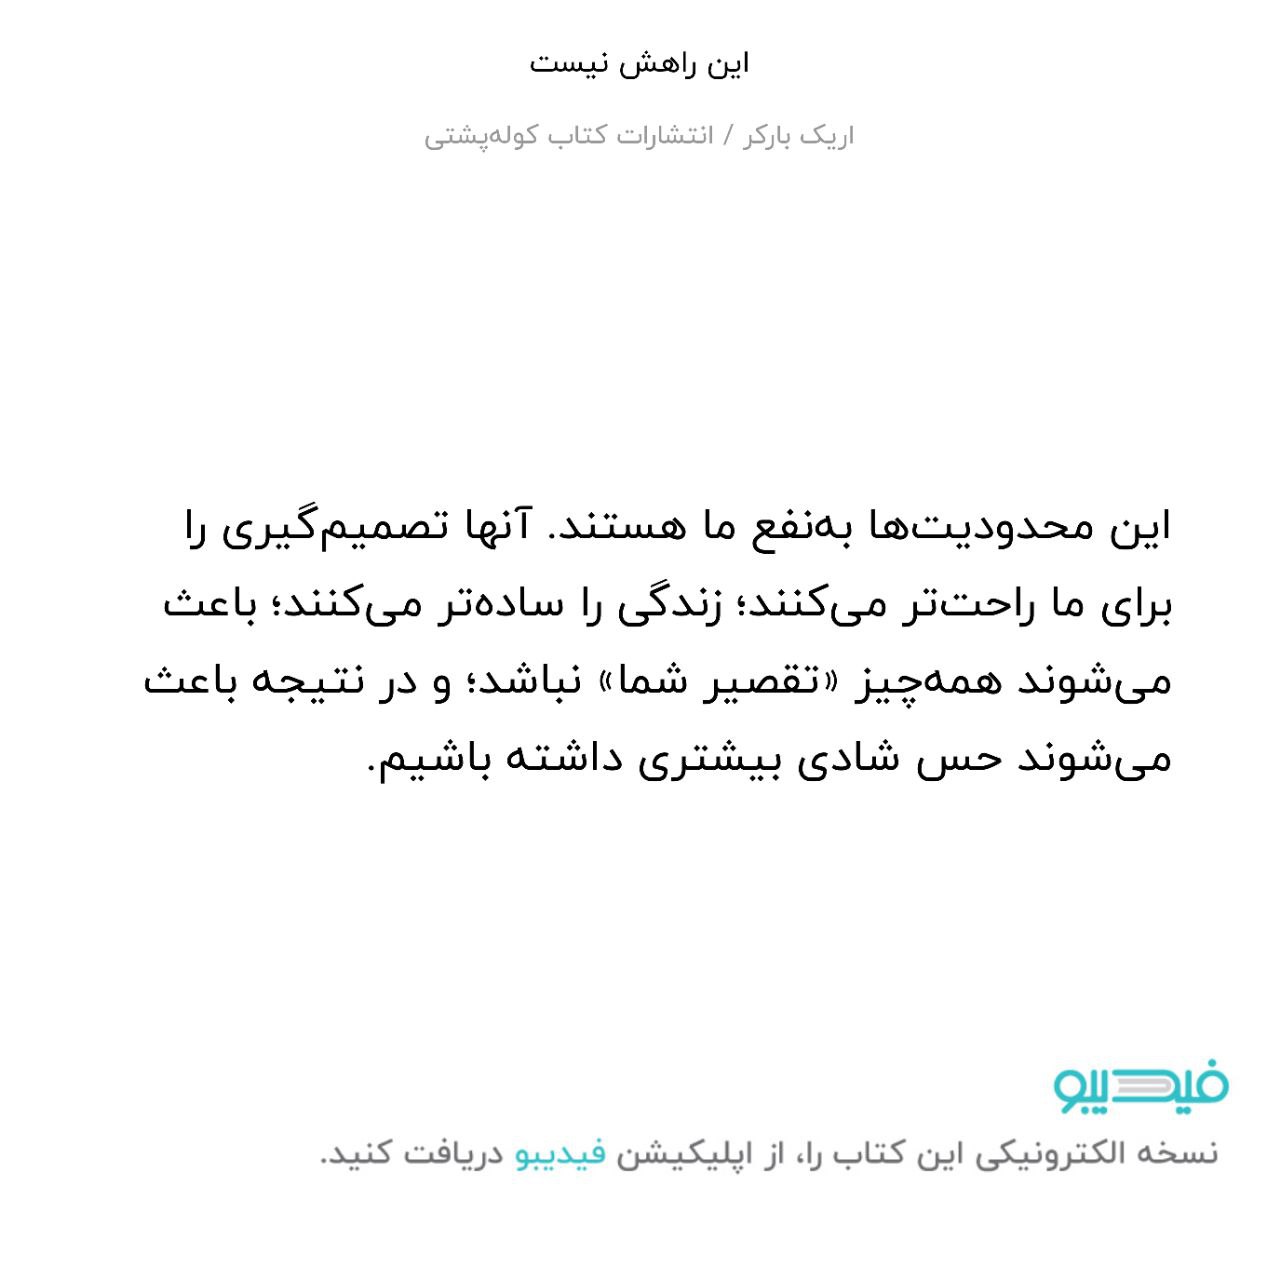 این راهش نیست
اریک بارکر / انتشارات کتاب کوله‌پشتی
این محدودیت‌ها به‌نفع ما هستند. آنها تصمیم‌گیری را
برای ما راحت‌تر می‌کنند؛ زندگی را ساده‌تر می‌کنند؛ باعث
می‌شوند همه‌چیز «تقصیر شما» نباشد؛ و در نتیجه باعث
می‌شوند حس شادی بیشتری داشته باشیم.
فیدیبو
نسخه الکترونیکی این کتاب را، از اپلیکیشن فیدیبو دریافت کنید.